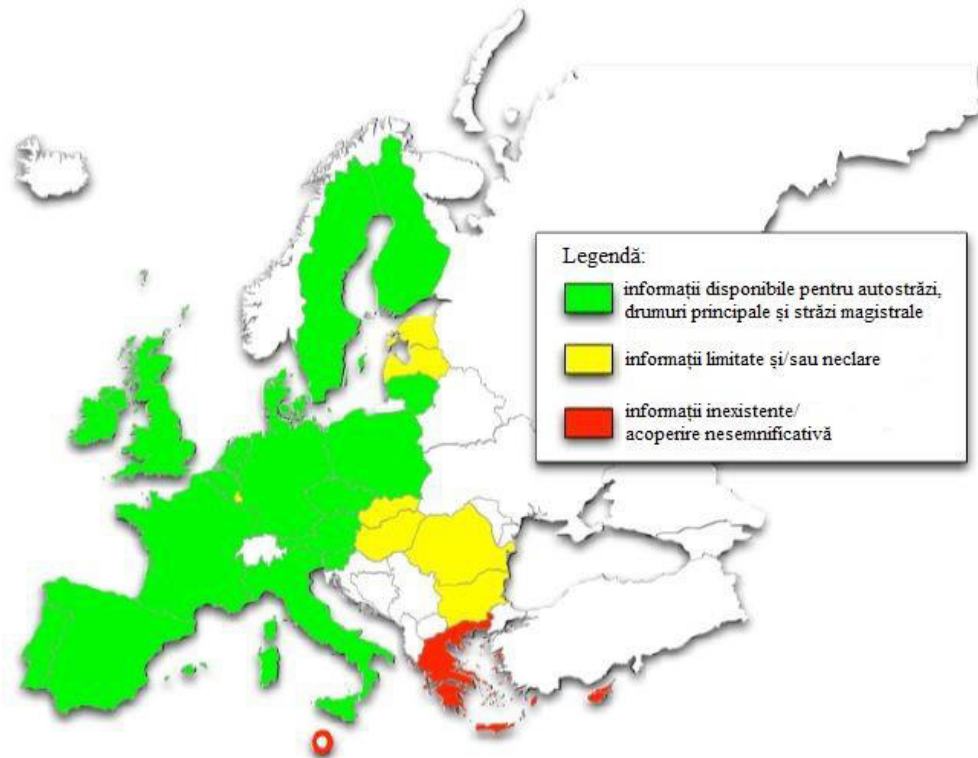 Legendă:
informații disponibile pentru autostrăzi,
drumuri principale și străzi magistrale
informații limitate și/sau neclare
informații inexistente/
acoperire nesemnificativă